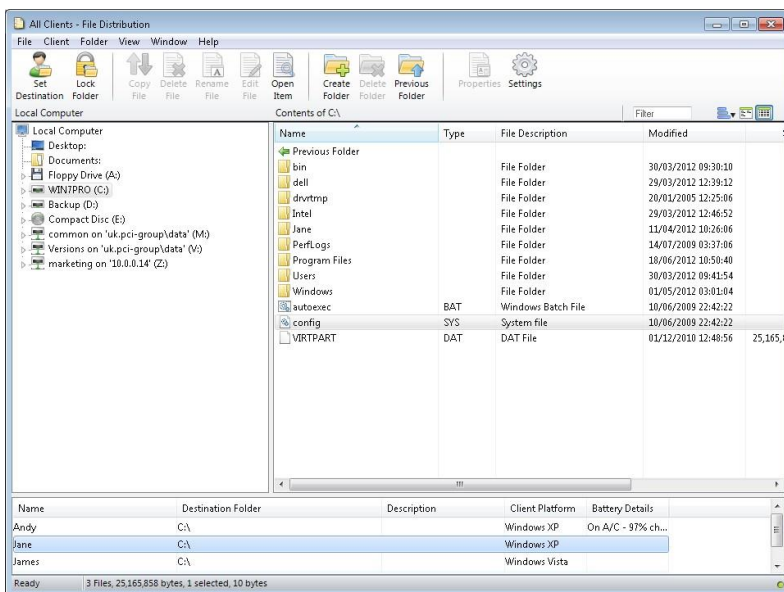 All Clients - File Distribution
File Client Folder View Window Help
Set Destination Lock Folder Copy File Delete File Rename File Edit File Open Item Create Folder Delete Folder Previous Folder Properties Settings
Local Computer Contents of C:\ Filter
Local Computer
Desktop:
Documents:
Floppy Drive (A:)
WIN7PRO (C:)
Backup (D:)
Compact Disc (E:)
common on 'uk.pci-group\data' (M:)
Versions on 'uk.pci-group\data' (V:)
marketing on '10.0.0.14' (Z:)
Name Type File Description Modified
Previous Folder
bin File Folder 30/03/2012 09:30:10
dell File Folder 29/03/2012 12:39:12
drvrtmp File Folder 20/01/2005 12:25:06
Intel File Folder 29/03/2012 12:46:52
Jane File Folder 11/04/2012 10:26:06
PerfLogs File Folder 14/07/2009 03:37:06
Program Files File Folder 18/06/2012 10:50:40
Users File Folder 30/03/2012 09:41:54
Windows File Folder 01/05/2012 03:01:04
autoexec BAT Windows Batch File 10/06/2009 22:42:22
config SYS System file 10/06/2009 22:42:22
VIRTPART DAT DAT File 01/12/2010 12:48:56 25,165,8
Name Destination Folder Description Client Platform Battery Details
Andy C:\ Windows XP On A/C - 97% ch...
Jane C:\ Windows XP
James C:\ Windows Vista
Ready 3 Files, 25,165,858 bytes, 1 selected, 10 bytes